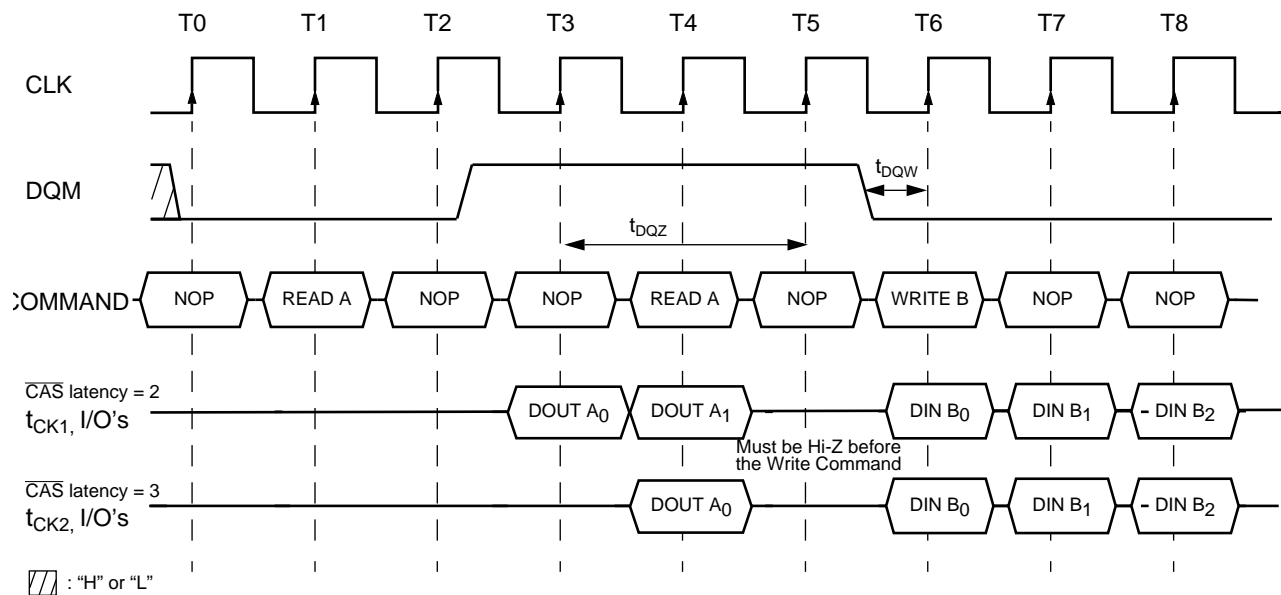 T0 T1 T2 T3 T4 T5 T6 T7 T8
CLK
DQM
tDQW
tDQZ
COMMAND NOP READ A NOP NOP READ A NOP WRITE B NOP NOP
CAS latency = 2
tCK1, I/O's
DOUT A0 DOUT A1 DIN B0 DIN B1 DIN B2
Must be Hi-Z before
the Write Command
CAS latency = 3
tCK2, I/O's
DOUT A0 DIN B0 DIN B1 DIN B2
: “H” or “L”